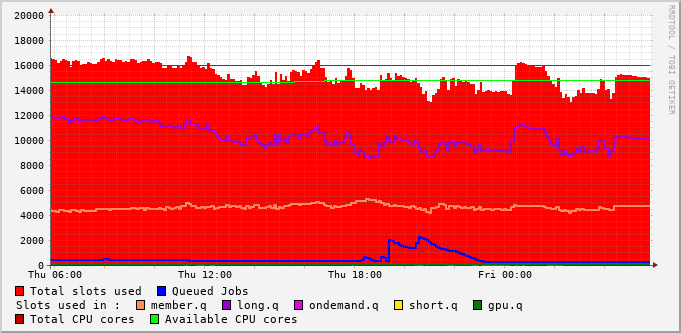 20000
18000
16000
14000
12000
10000
8000
6000
4000
2000
0
Thu 06:00 Thu 12:00 Thu 18:00 Fri 00:00
RRDTOOL / TOBI OETIKER
Total slots used Queued Jobs
Slots used in : member.q long.q ondemand.q short.q gpu.q
Total CPU cores Available CPU cores